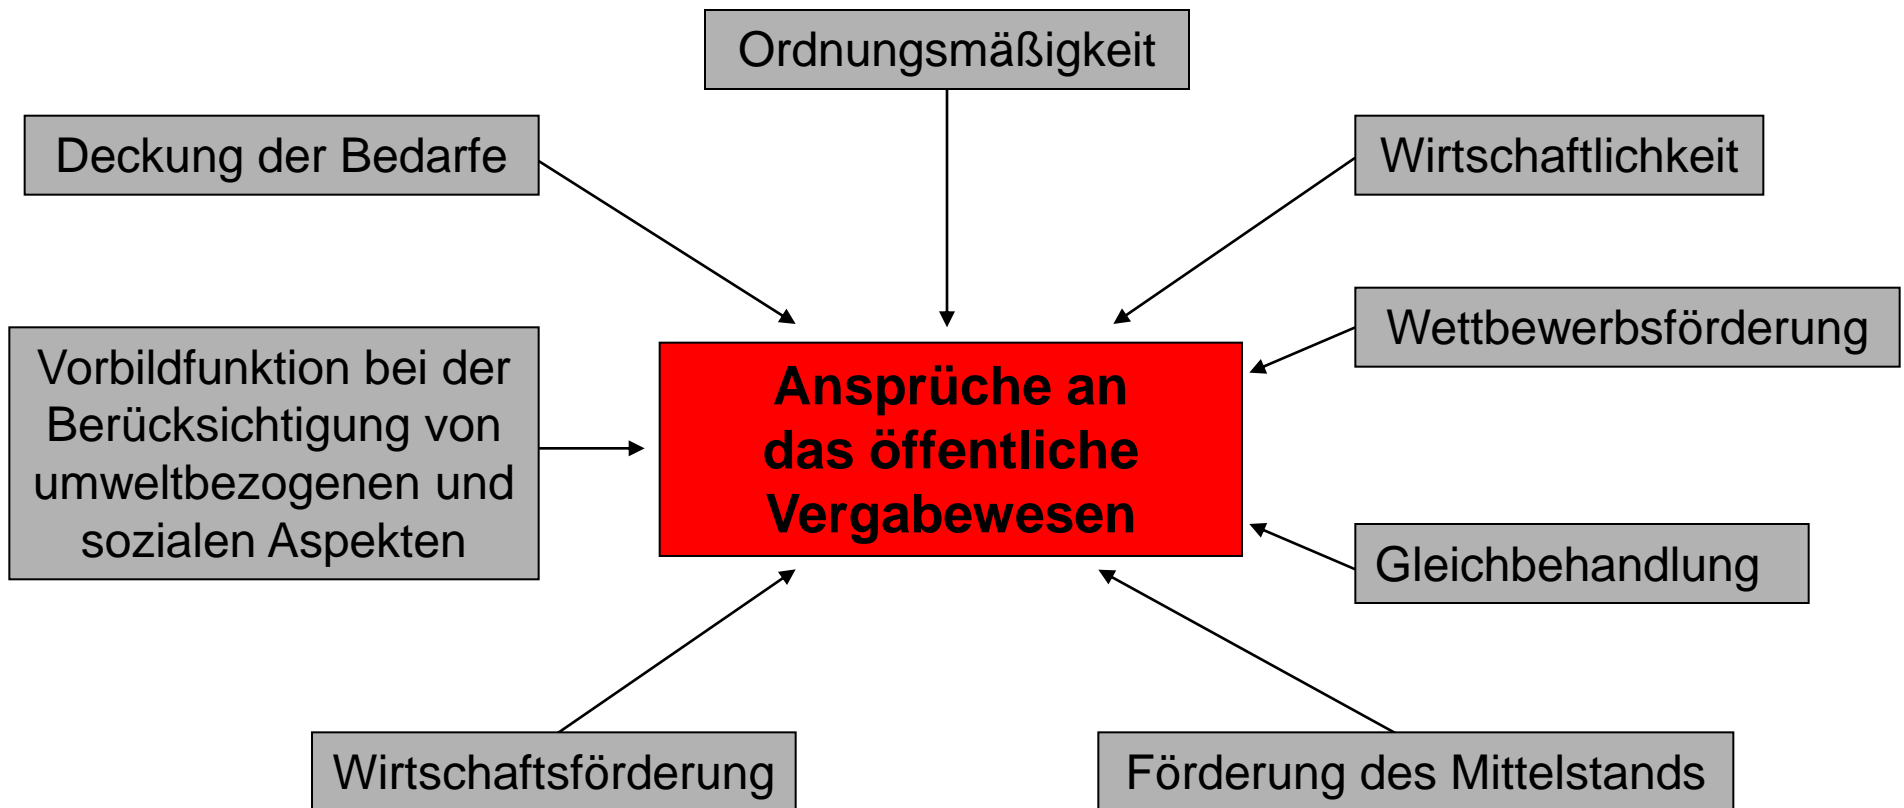 Ordnungsmäßigkeit
Deckung der Bedarfe
Wirtschaftlichkeit
Wettbewerbsförderung
Vorbildfunktion bei der
Berücksichtigung von
umweltbezogenen und
sozialen Aspekten
Ansprüche an
das öffentliche
Vergabewesen
Gleichbehandlung
Wirtschaftsförderung
Förderung des Mittelstands